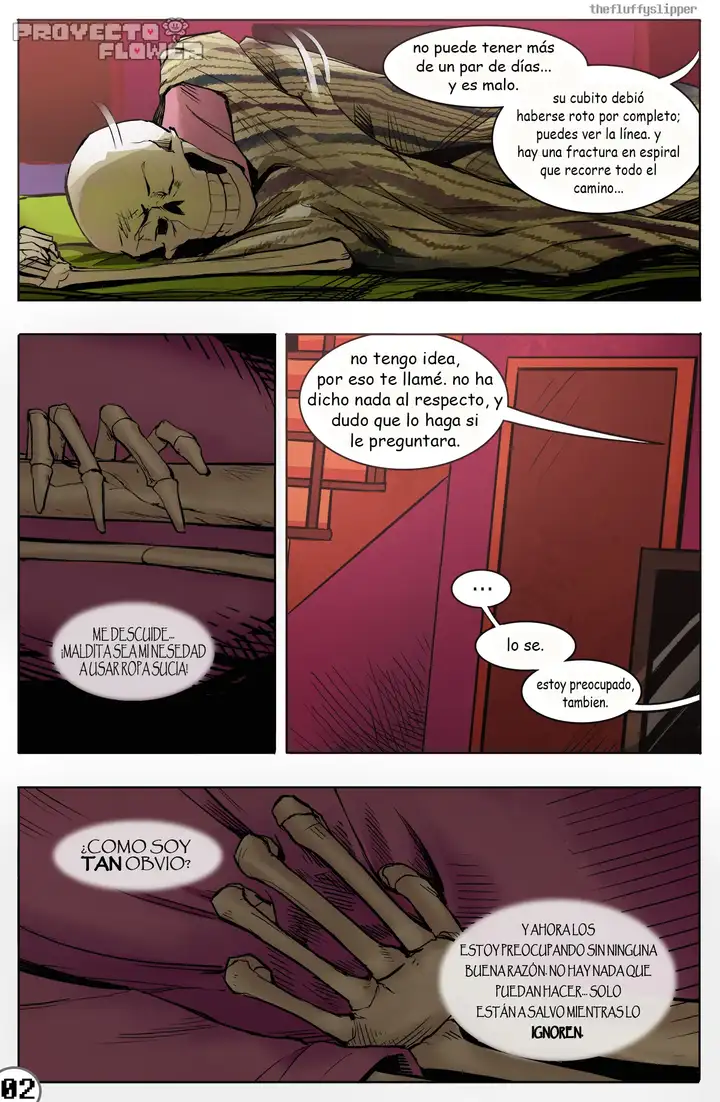 thefluffyslipper
PROYECTO
FLOWER
no puede tener más
de un par de días...
y es malo.
su cubito debió
haberse roto por completo;
puedes ver la línea. y
hay una fractura en espiral
que recorre todo el
camino...
no tengo idea,
por eso te llamé. no ha
dicho nada al respecto, y
dudo que lo haga si
le preguntara.
...
lo se.
estoy preocupado,
tambien.
ME DESCUIDE...
¡MALDITA SEA MI NESEDAD
A USAR ROPA SUCIA!
¿COMO SOY
TAN OBVIO?
Y AHORA LOS
ESTOY PREOCUPANDO SIN NINGUNA
BUENA RAZÓN. NO HAY NADA QUE
PUEDAN HACER... SOLO
ESTÁN A SALVO MIENTRAS LO
IGNOREN.
02